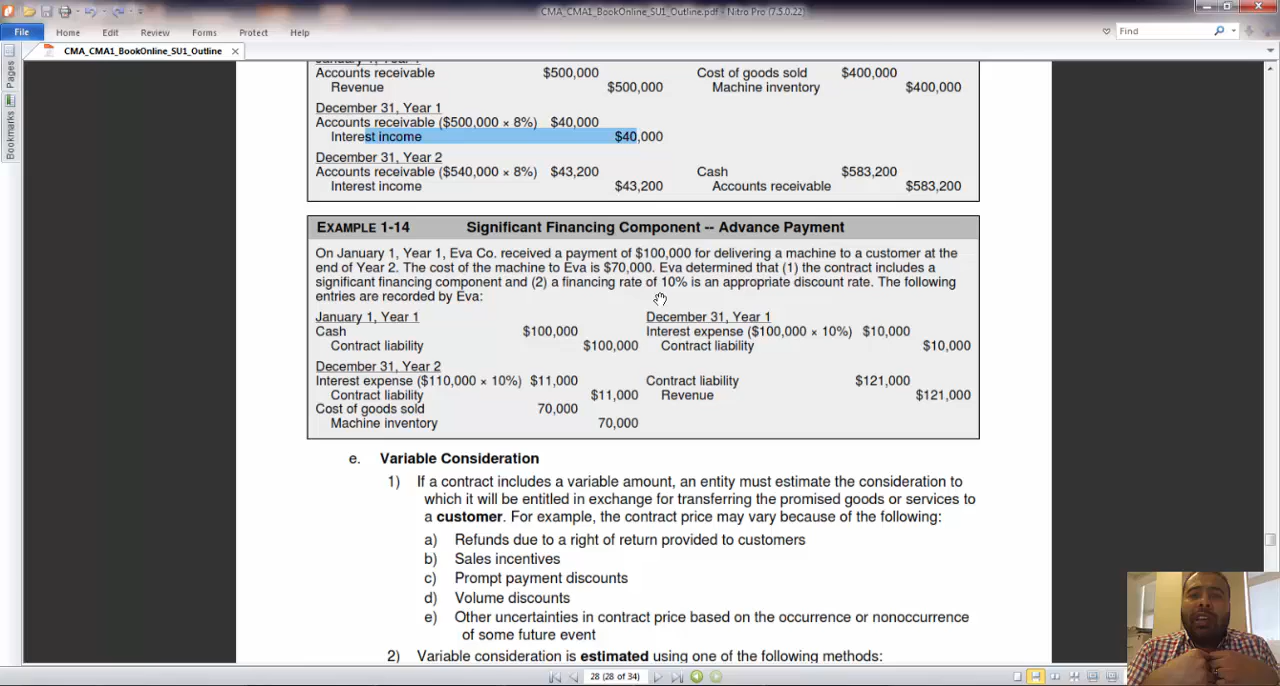 CMA_CMA1_BookOnline_SU1_Outline.pdf - Nitro Pro (7.5.0.22)
File Home Edit Review Forms Protect Help Find
CMA_CMA1_BookOnline_SU1_Outline
Pages
Bookmarks
January 1, Year 1
Accounts receivable $500,000 Cost of goods sold $400,000
Revenue $500,000 Machine inventory $400,000
December 31, Year 1
Accounts receivable ($500,000 × 8%) $40,000
Interest income $40,000
December 31, Year 2
Accounts receivable ($540,000 × 8%) $43,200 Cash $583,200
Interest income $43,200 Accounts receivable $583,200
EXAMPLE 1-14 Significant Financing Component -- Advance Payment
On January 1, Year 1, Eva Co. received a payment of $100,000 for delivering a machine to a customer at the
end of Year 2. The cost of the machine to Eva is $70,000. Eva determined that (1) the contract includes a
significant financing component and (2) a financing rate of 10% is an appropriate discount rate. The following
entries are recorded by Eva:
January 1, Year 1 December 31, Year 1
Cash $100,000 Interest expense ($100,000 × 10%) $10,000
Contract liability $100,000 Contract liability $10,000
December 31, Year 2
Interest expense ($110,000 × 10%) $11,000 Contract liability $121,000
Contract liability $11,000 Revenue $121,000
Cost of goods sold 70,000
Machine inventory 70,000
e. Variable Consideration
1) If a contract includes a variable amount, an entity must estimate the consideration to
which it will be entitled in exchange for transferring the promised goods or services to
a customer. For example, the contract price may vary because of the following:
a) Refunds due to a right of return provided to customers
b) Sales incentives
c) Prompt payment discounts
d) Volume discounts
e) Other uncertainties in contract price based on the occurrence or nonoccurrence
of some future event
2) Variable consideration is estimated using one of the following methods:
28 (28 of 34)